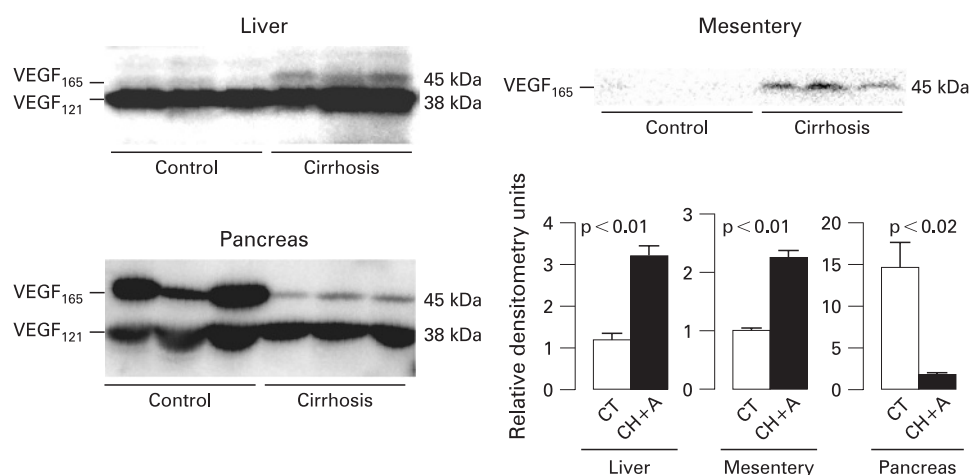 Liver
VEGF165
VEGF121
45 kDa
38 kDa
Control Cirrhosis
Mesentery
VEGF165
45 kDa
Control Cirrhosis
Pancreas
VEGF165
VEGF121
45 kDa
38 kDa
Control Cirrhosis
Relative densitometry units
4
3
2
1
0
p < 0.01
CT
CH+A
Liver
3
2
1
0
p < 0.01
CT
CH+A
Mesentery
20
15
10
5
0
p < 0.02
CT
CH+A
Pancreas